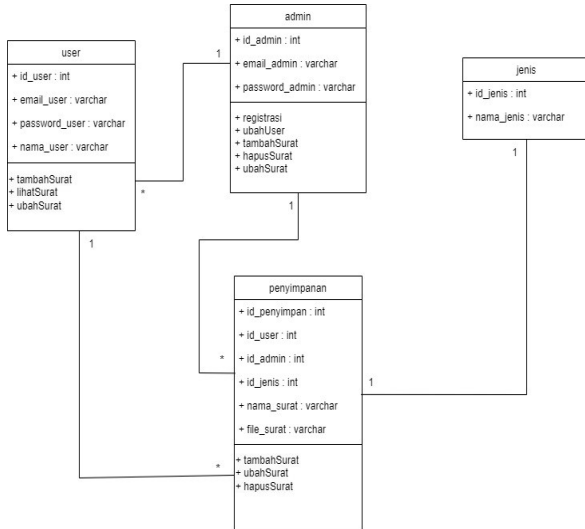 user
+ id_user : int
+ email_user : varchar
+ password_user : varchar
+ nama_user : varchar
+ tambahSurat
+ lihatSurat
+ ubahSurat
admin
+ id_admin : int
+ email_admin : varchar
+ password_admin : varchar
+ registrasi
+ ubahUser
+ tambahSurat
+ hapusSurat
+ ubahSurat
jenis
+ id_jenis : int
+ nama_jenis : varchar
penyimpanan
+ id_penyimpan : int
+ id_user : int
+ id_admin : int
+ id_jenis : int
+ nama_surat : varchar
+ file_surat : varchar
+ tambahSurat
+ ubahSurat
+ hapusSurat
1
*
1
*
1
*
1
1